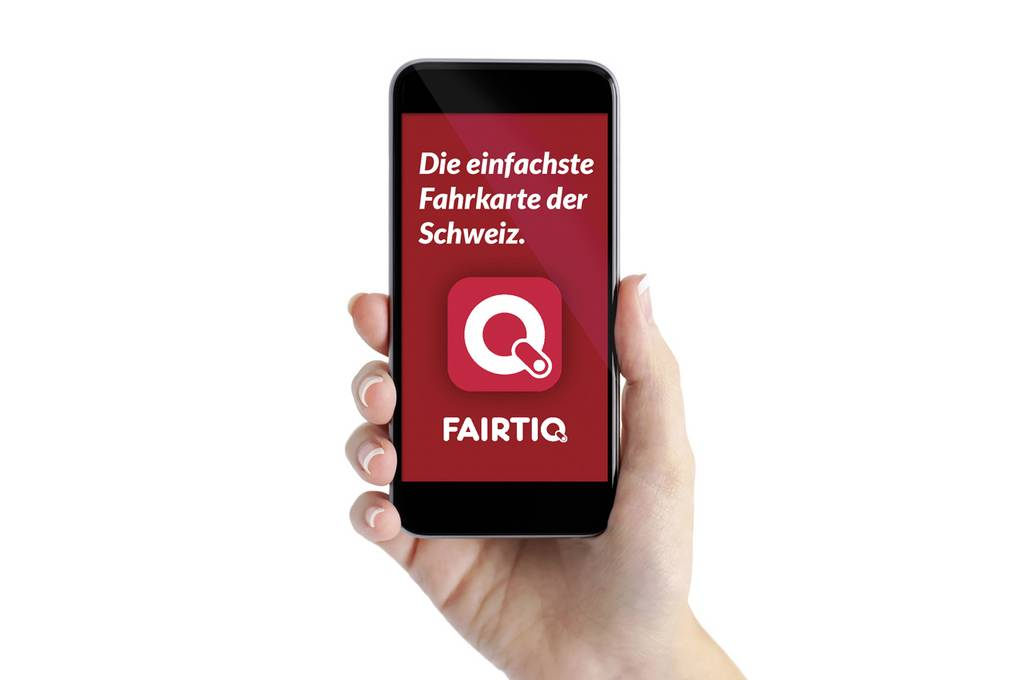 Die einfachste
Fahrkarte der
Schweiz.
FAIRTIQ